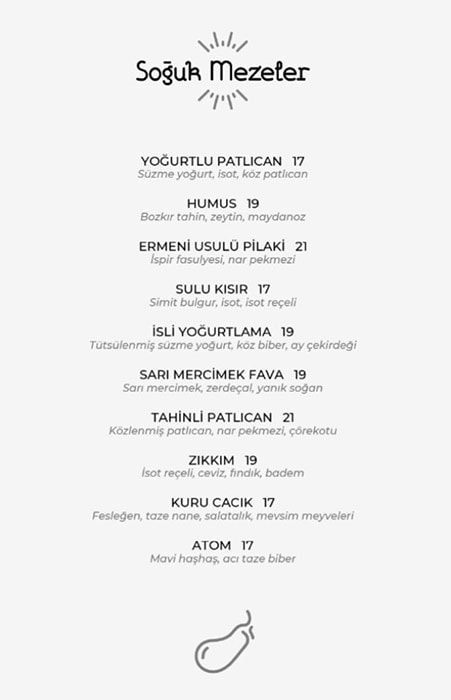 Soğuk Mezeler
YOĞURTLU PATLICAN 17
Süzme yoğurt, isot, köz patlıcan
HUMUS 19
Bozkır tahin, zeytin, maydanoz
ERMENI USULÜ PİLAKİ 21
İspir fasulyesi, nar pekmezi
SULU KISIR 17
Simit bulgur, isot, isot reçeli
İSLİ YOĞURTLAMA 19
Tütsülenmiş süzme yoğurt, köz biber, ay çekirdeği
SARI MERCİMEK FAVA 19
Sarı mercimek, zerdeçal, yanık soğan
TAHİNLİ PATLICAN 21
Közlenmiş patlıcan, nar pekmezi, çörekotu
ZIKKIM 19
İsot reçeli, ceviz, fındık, badem
KURU CACIK 17
Fesleğen, taze nane, salatalık, mevsim meyveleri
ATOM 17
Mavi haşhaş, acı taze biber